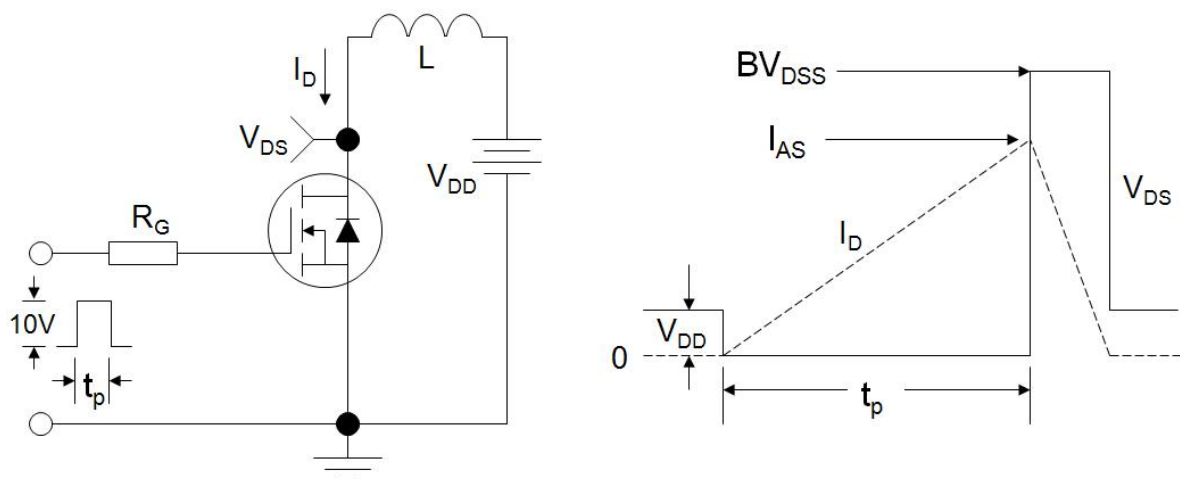 L
I_D
V_DS
V_DD
R_G
10V
t_p
BV_DSS
I_AS
V_DS
I_D
V_DD
0
t_p